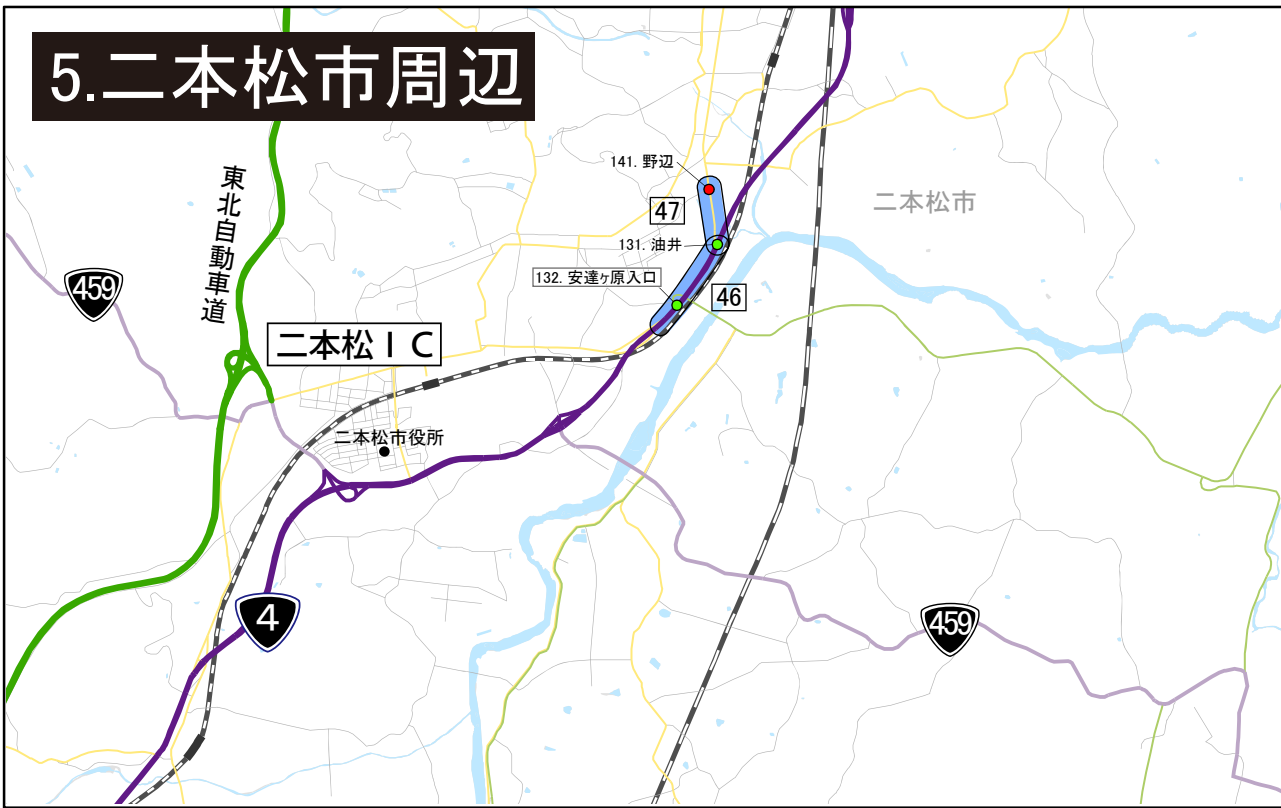 5.二本松市周辺
東北自動車道
141. 野辺
47
二本松市
131. 油井
132. 安達ヶ原入口
46
459
二本松ＩＣ
二本松市役所
4
459